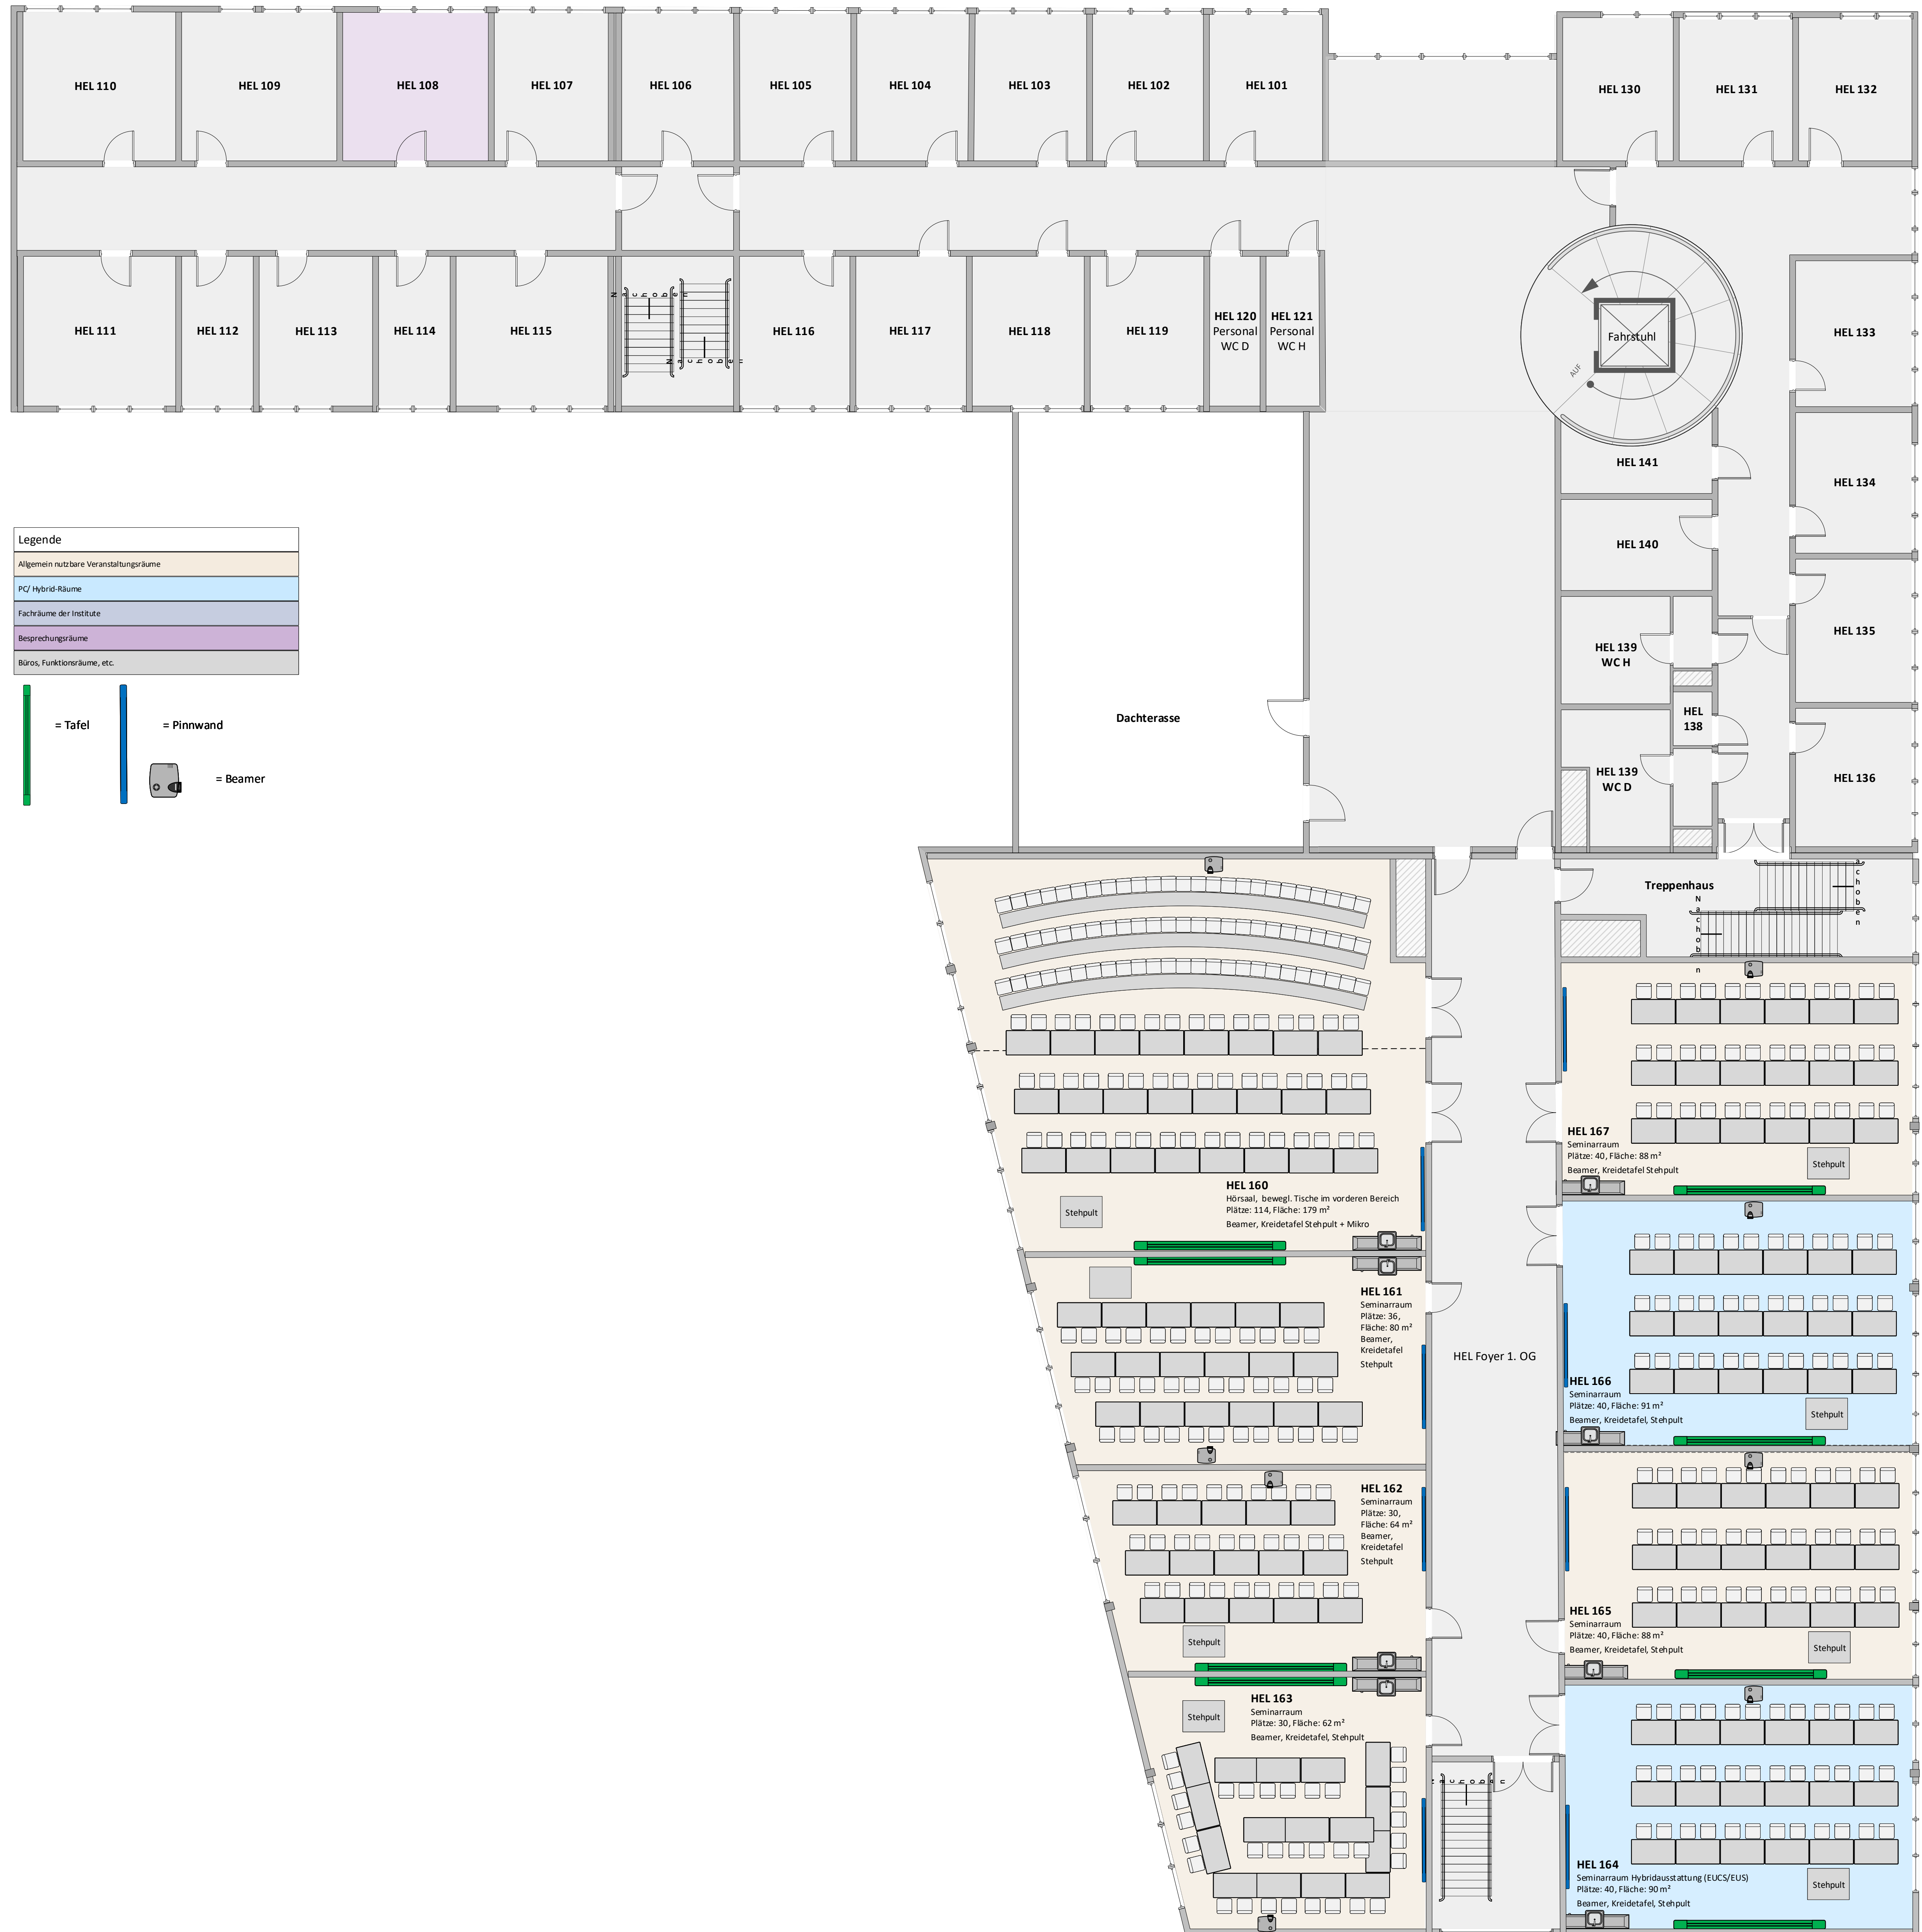 HEL 110
HEL 109
HEL 108
HEL 107
HEL 106
HEL 105
HEL 104
HEL 103
HEL 102
HEL 101
HEL 130
HEL 131
HEL 132
HEL 111
HEL 112
HEL 113
HEL 114
HEL 115
Nach oben
Nach oben
HEL 116
HEL 117
HEL 118
HEL 119
HEL 120
Personal
WC D
HEL 121
Personal
WC H
Fahrstuhl
AUF
HEL 133
HEL 141
HEL 134
HEL 140
HEL 139
WC H
HEL 135
HEL
138
HEL 139
WC D
HEL 136
Legende
Allgemein nutzbare Veranstaltungsräume
PC/ Hybrid-Räume
Fachräume der Institute
Besprechungsräume
Büros, Funktionsräume, etc.
= Tafel
= Pinnwand
= Beamer
Dachterasse
Treppenhaus
HEL 167
Seminarraum
Plätze: 40, Fläche: 88 m²
Beamer, Kreidetafel Stehpult
Stehpult
HEL 160
Hörsaal, bewegl. Tische im vorderen Bereich
Plätze: 114, Fläche: 179 m²
Beamer, Kreidetafel Stehpult + Mikro
Stehpult
HEL 161
Seminarraum
Plätze: 36,
Fläche: 80 m²
Beamer,
Kreidetafel
Stehpult
HEL Foyer 1. OG
HEL 166
Seminarraum
Plätze: 40, Fläche: 91 m²
Beamer, Kreidetafel, Stehpult
Stehpult
HEL 162
Seminarraum
Plätze: 30,
Fläche: 64 m²
Beamer,
Kreidetafel
Stehpult
Stehpult
HEL 165
Seminarraum
Plätze: 40, Fläche: 88 m²
Beamer, Kreidetafel, Stehpult
Stehpult
HEL 163
Seminarraum
Plätze: 30, Fläche: 62 m²
Beamer, Kreidetafel, Stehpult
Stehpult
HEL 164
Seminarraum Hybridausstattung (EUCS/EUS)
Plätze: 40, Fläche: 90 m²
Beamer, Kreidetafel, Stehpult
Stehpult